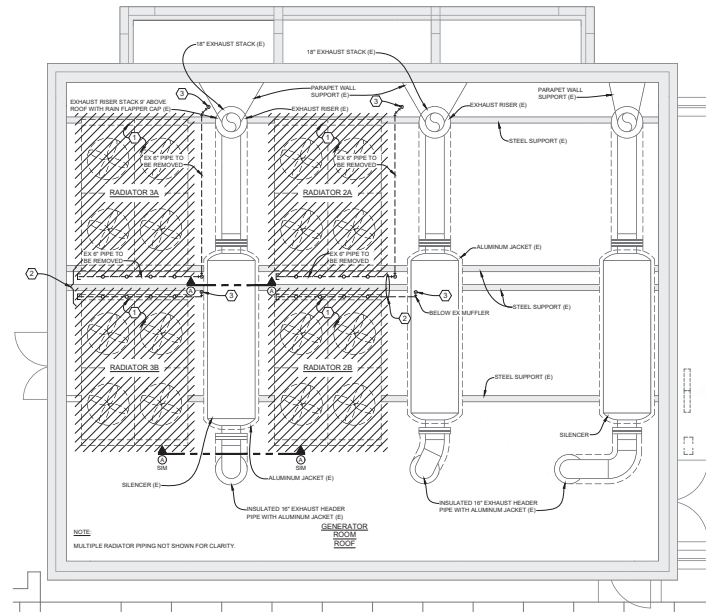 18" EXHAUST STACK (E)
18" EXHAUST STACK (E)
PARAPET WALL
SUPPORT (E)
PARAPET WALL
SUPPORT (E)
3
3
EXHAUST RISER STACK 9' ABOVE
ROOF WITH RAIN FLAPPER CAP (E)
EXHAUST RISER (E)
EXHAUST RISER (E)
STEEL SUPPORT (E)
1
1
EX 6" PIPE TO
BE REMOVED
EX 6" PIPE TO
BE REMOVED
RADIATOR 3A
RADIATOR 2A
ALUMINUM JACKET (E)
EX 6" PIPE TO
BE REMOVED
EX 6" PIPE TO
BE REMOVED
2
A
A
3
3
2
STEEL SUPPORT (E)
BELOW EX MUFFLER
1
1
RADIATOR 3B
RADIATOR 2B
STEEL SUPPORT (E)
SILENCER
A
SIM
A
SIM
SILENCER (E)
ALUMINUM JACKET (E)
INSULATED 16" EXHAUST HEADER
PIPE WITH ALUMINUM JACKET (E)
INSULATED 16" EXHAUST HEADER
PIPE WITH ALUMINUM JACKET (E)
GENERATOR
ROOM
ROOF
NOTE:
MULTIPLE RADIATOR PIPING NOT SHOWN FOR CLARITY.